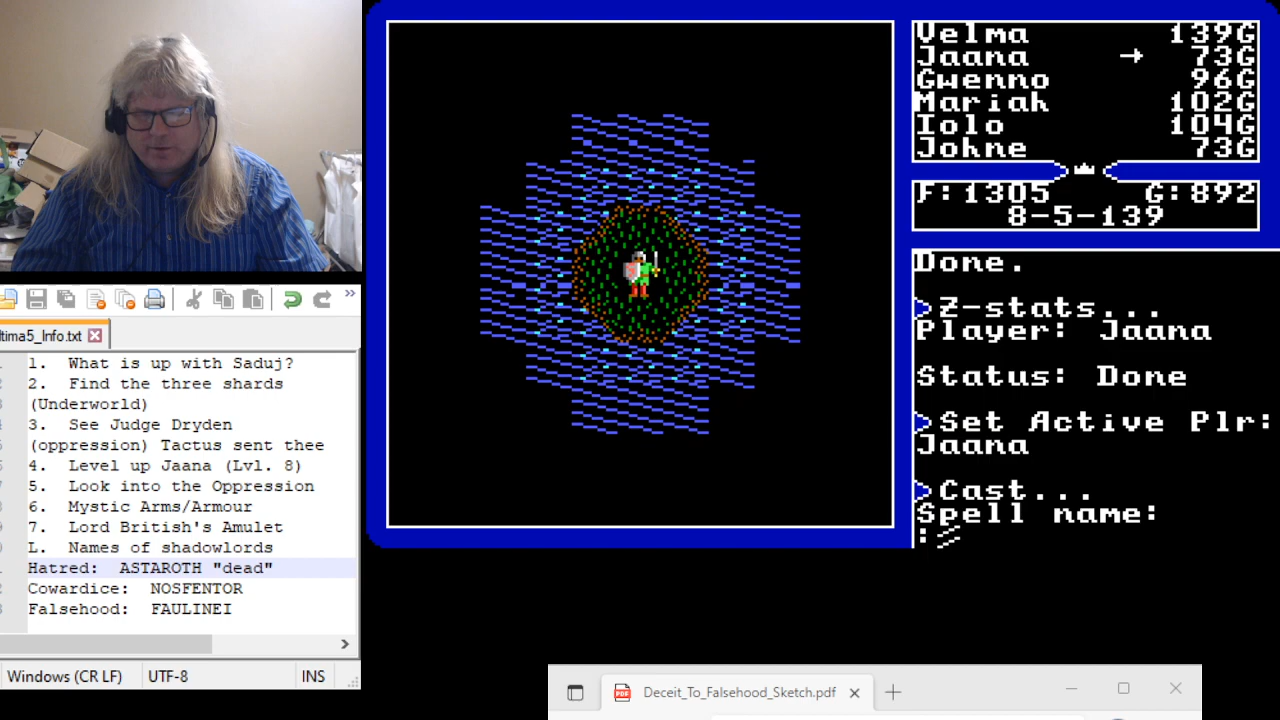 Velma 139G
Jaana → 73G
Gwenno 96G
Mariah 102G
Iolo 104G
Johne 73G
F:1305 G:892
8-5-139
Done.
Z-stats...
Player: Jaana
Status: Done
Set Active Plr:
Jaana
Cast...
Spell name:
:
tima5_Info.txt
1. What is up with Saduj?
2. Find the three shards
(Underworld)
3. See Judge Dryden
(oppression) Tactus sent thee
4. Level up Jaana (Lvl. 8)
5. Look into the Oppression
6. Mystic Arms/Armour
7. Lord British's Amulet
L. Names of shadowlords
Hatred: ASTAROTH "dead"
Cowardice: NOSFENTOR
Falsehood: FAULINEI
Windows (CR LF) UTF-8 INS
PDF Deceit_To_Falsehood_Sketch.pdf